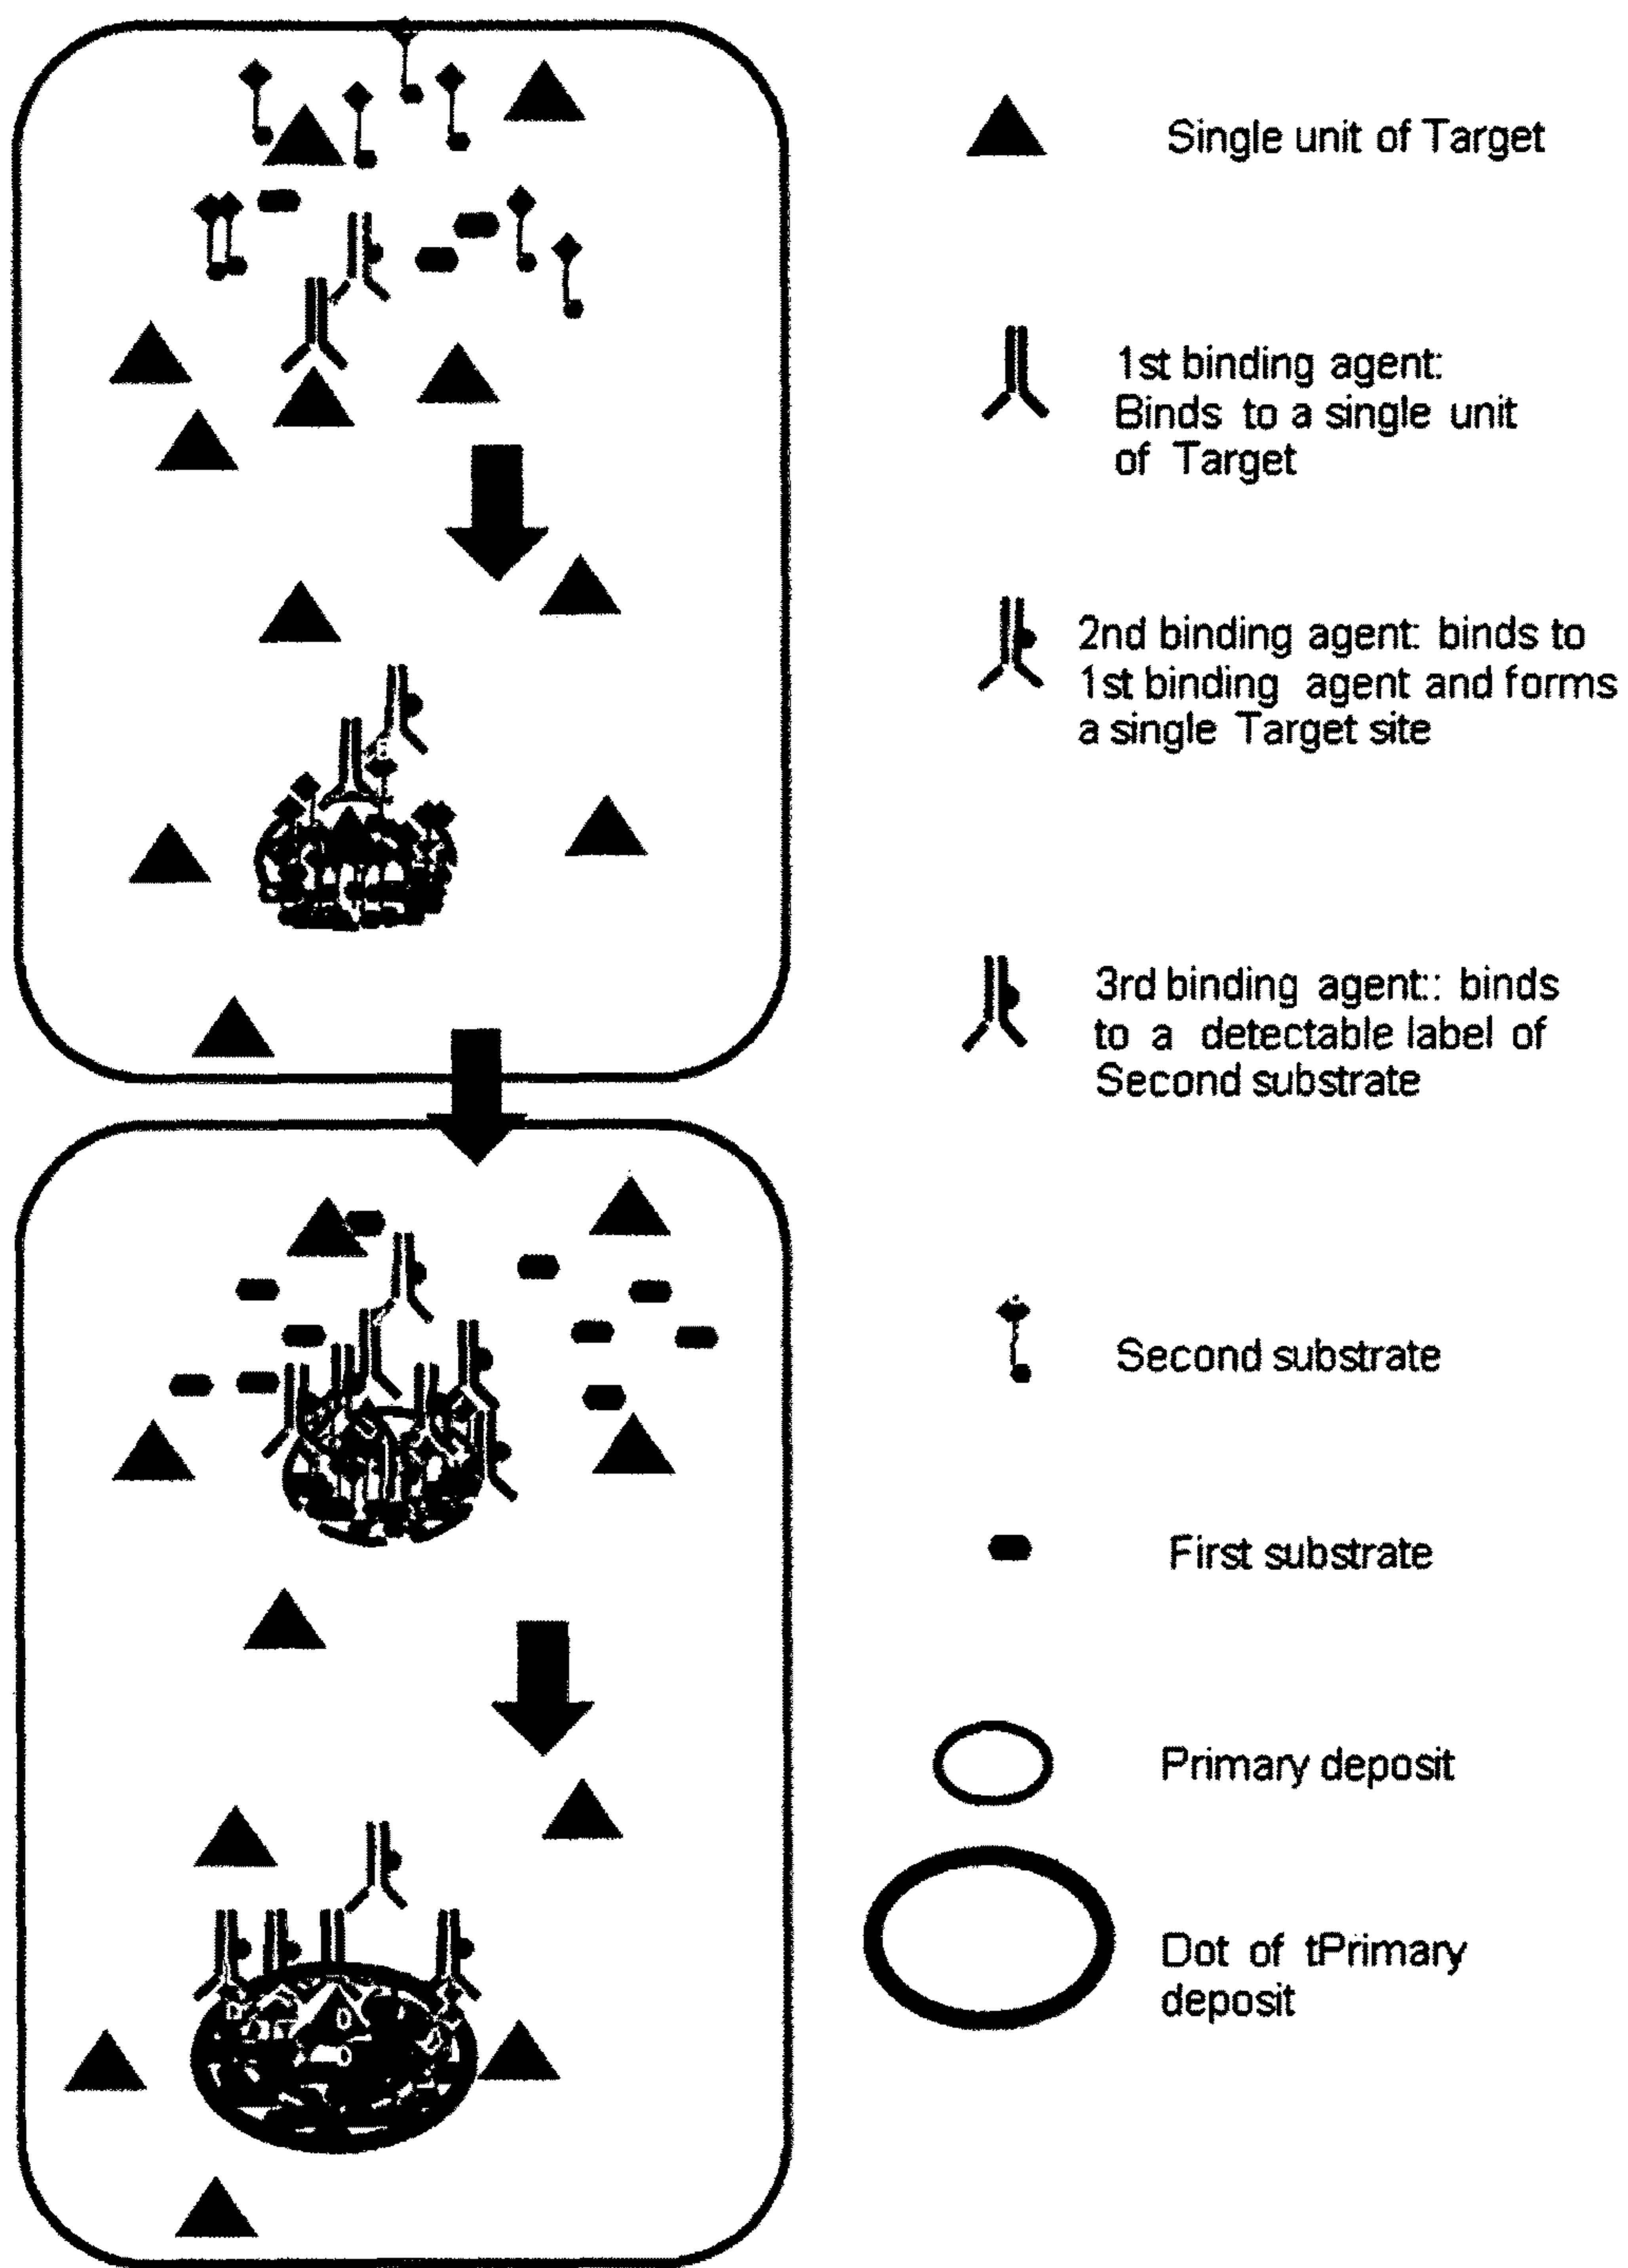 Single unit of Target
1st binding agent:
Binds to a single unit
of Target
2nd binding agent: binds to
1st binding agent and forms
a single Target site
3rd binding agent:: binds
to a detectable label of
Second substrate
Second substrate
First substrate
Primary deposit
Dot of tPrimary
deposit